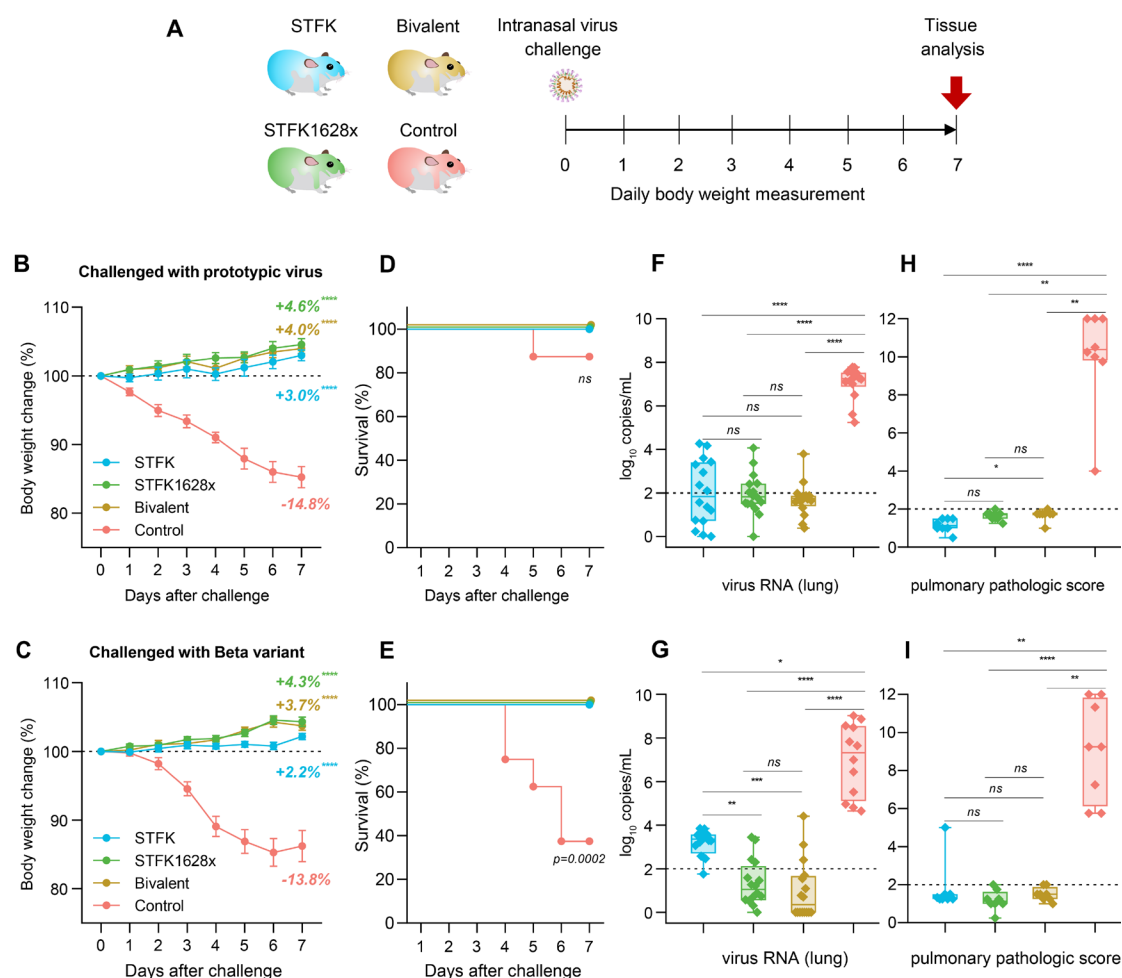 A
STFK
Bivalent
STFK1628x
Control
Intranasal virus
challenge
Tissue
analysis
0 1 2 3 4 5 6 7
Daily body weight measurement
B
Challenged with prototypic virus
Body weight change (%)
110
100
90
80
+4.6%****
+4.0%****
+3.0%****
-14.8%
STFK
STFK1628x
Bivalent
Control
0 1 2 3 4 5 6 7
Days after challenge
D
Survival (%)
100
80
60
40
20
0
ns
1 2 3 4 5 6 7
Days after challenge
F
log10 copies/mL
10
8
6
4
2
0
****
****
****
ns
ns
ns
virus RNA (lung)
H
12
10
8
6
4
2
0
****
**
**
ns
*
ns
pulmonary pathologic score
C
Challenged with Beta variant
Body weight change (%)
110
100
90
80
+4.3%****
+3.7%****
+2.2%****
-13.8%
STFK
STFK1628x
Bivalent
Control
0 1 2 3 4 5 6 7
Days after challenge
E
Survival (%)
100
80
60
40
20
0
p=0.0002
1 2 3 4 5 6 7
Days after challenge
G
log10 copies/mL
10
8
6
4
2
0
*
****
****
ns
***
**
virus RNA (lung)
I
12
10
8
6
4
2
0
**
****
**
ns
ns
ns
pulmonary pathologic score